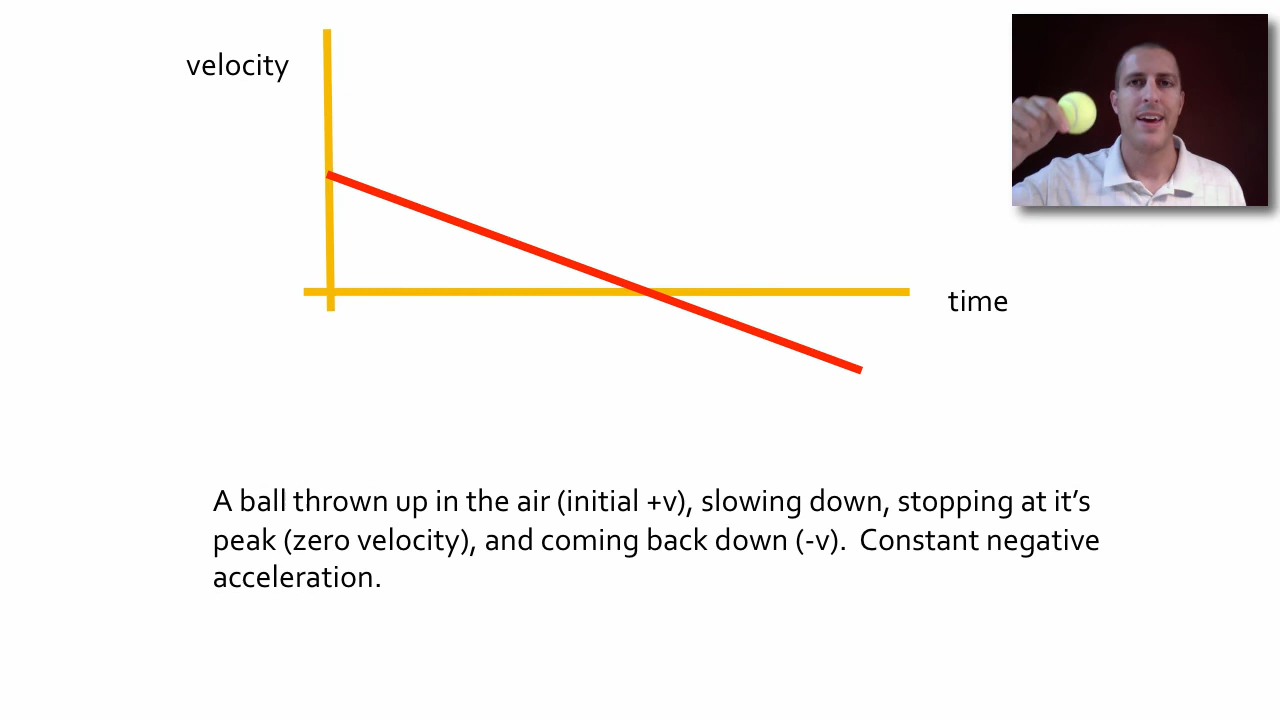 velocity
time
A ball thrown up in the air (initial +v), slowing down, stopping at it’s
peak (zero velocity), and coming back down (-v).  Constant negative
acceleration.